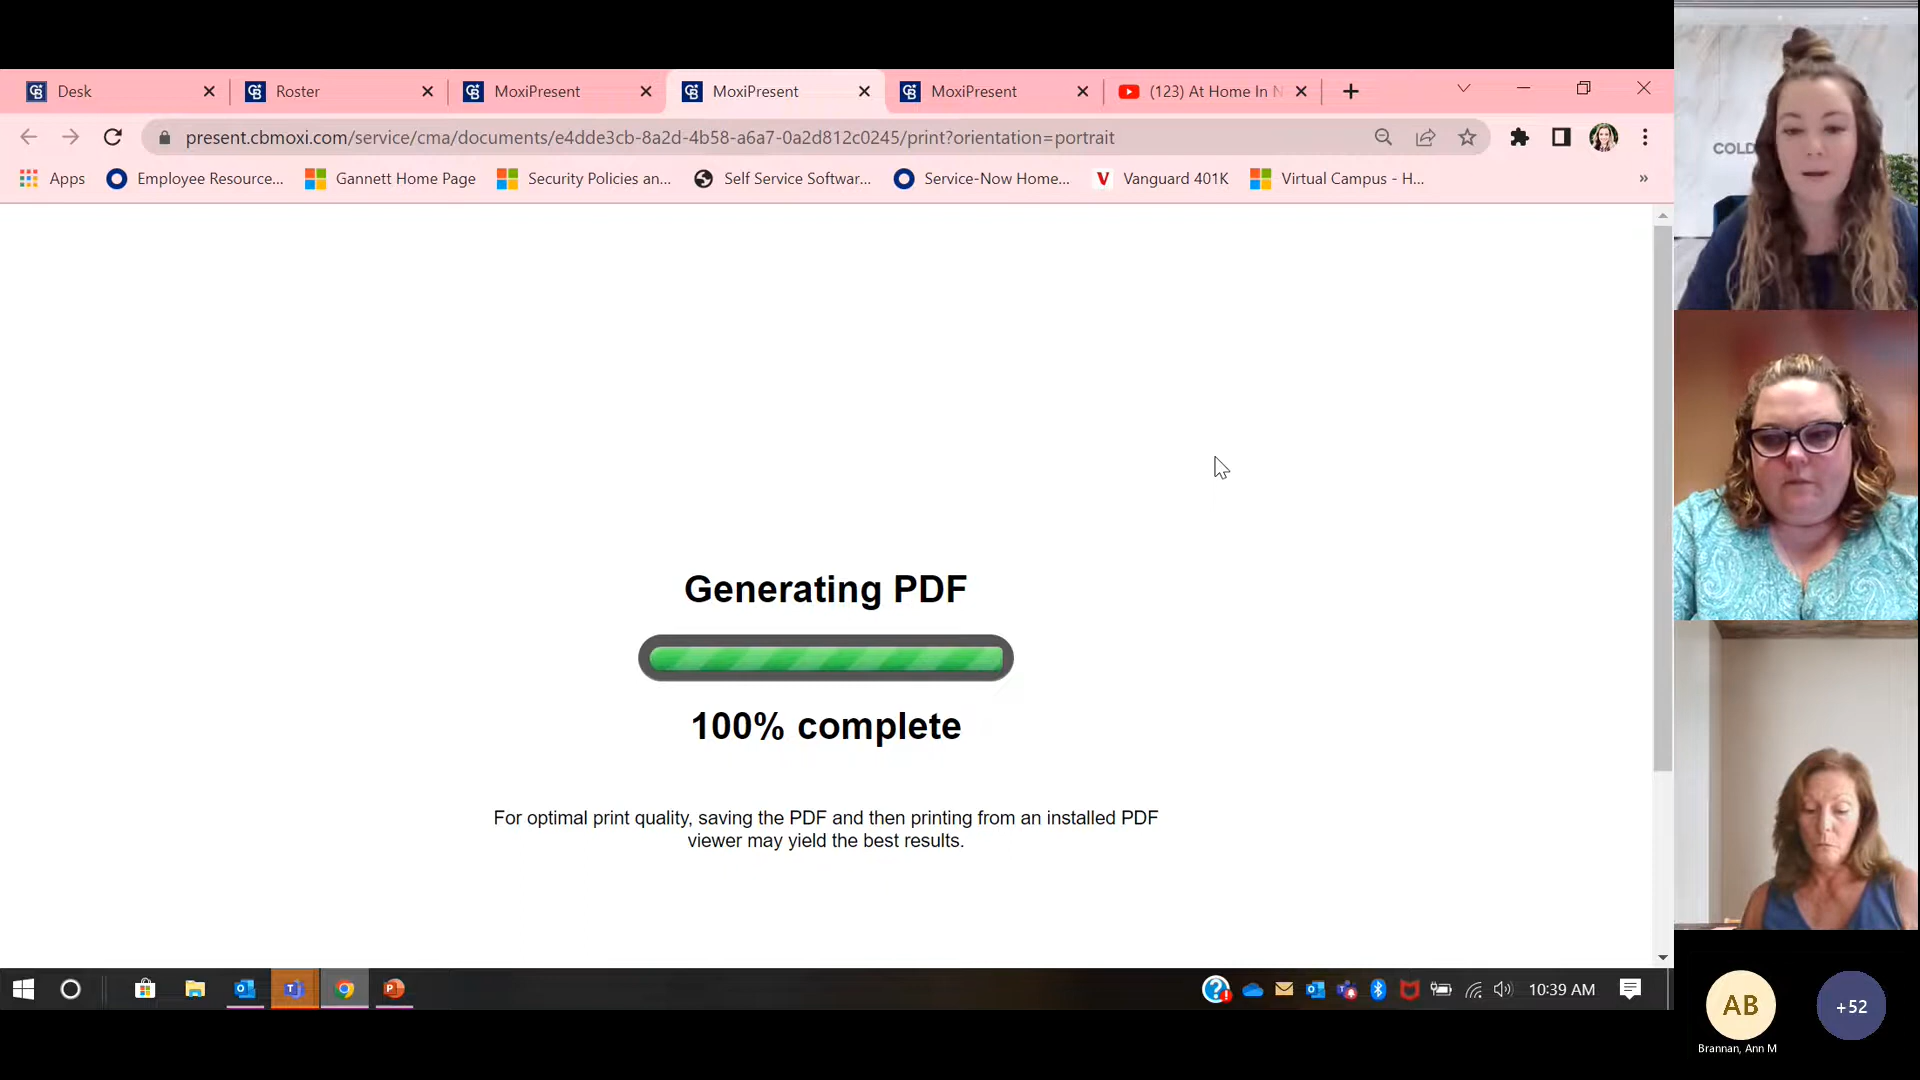 Desk
Roster
MoxiPresent
MoxiPresent
MoxiPresent
(123) At Home In N
present.cbmoxi.com/service/cma/documents/e4dde3cb-8a2d-4b58-a6a7-0a2d812c0245/print?orientation=portrait
Apps
Employee Resource...
Gannett Home Page
Security Policies an...
Self Service Softwar...
Service-Now Home...
Vanguard 401K
Virtual Campus - H...
»
COLD
Generating PDF
100% complete
For optimal print quality, saving the PDF and then printing from an installed PDF
viewer may yield the best results.
10:39 AM
AB
+52
Brannan, Ann M